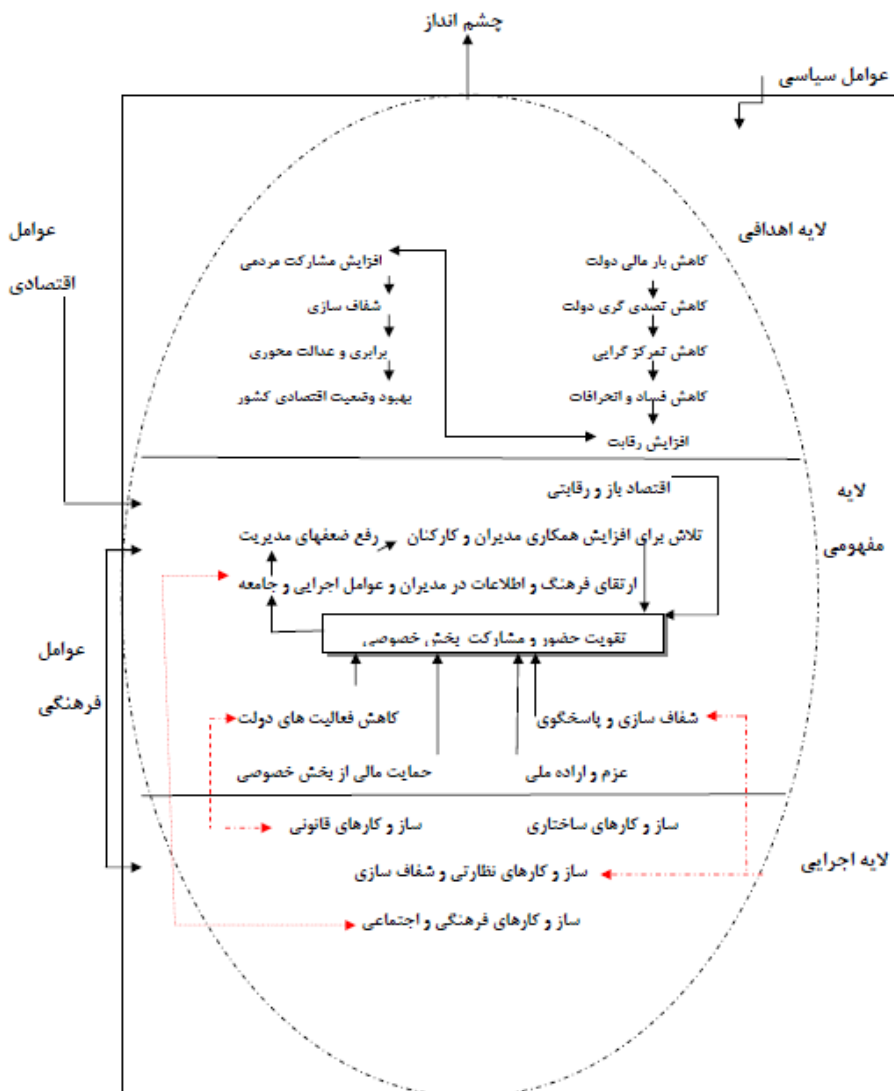 چشم انداز
عوامل سیاسی
لایه اهدافی
عوامل
اقتصادی
کاهش بار مالی دولت
افزایش مشارکت مردمی
کاهش تصدی گری دولت
شفاف سازی
کاهش تمرکز گرایی
برابری و عدالت محوری
کاهش فساد و انحرافات
بهبود وضعیت اقتصادی کشور
افزایش رقابت
لایه
مفهومی
اقتصاد باز و رقابتی
تلاش برای افزایش همکاری مدیران و کارکنان
رفع ضعفهای مدیریت
ارتقای فرهنگ و اطلاعات در مدیران و عوامل اجرایی و جامعه
تقویت حضور و مشارکت بخش خصوصی
عوامل
فرهنگی
شفاف سازی و پاسخگوی
کاهش فعالیت های دولت
عزم و اراده ملی
حمایت مالی از بخش خصوصی
ساز و کارهای ساختاری
ساز و کارهای قانونی
لایه اجرایی
ساز و کارهای نظارتی و شفاف سازی
ساز و کارهای فرهنگی و اجتماعی